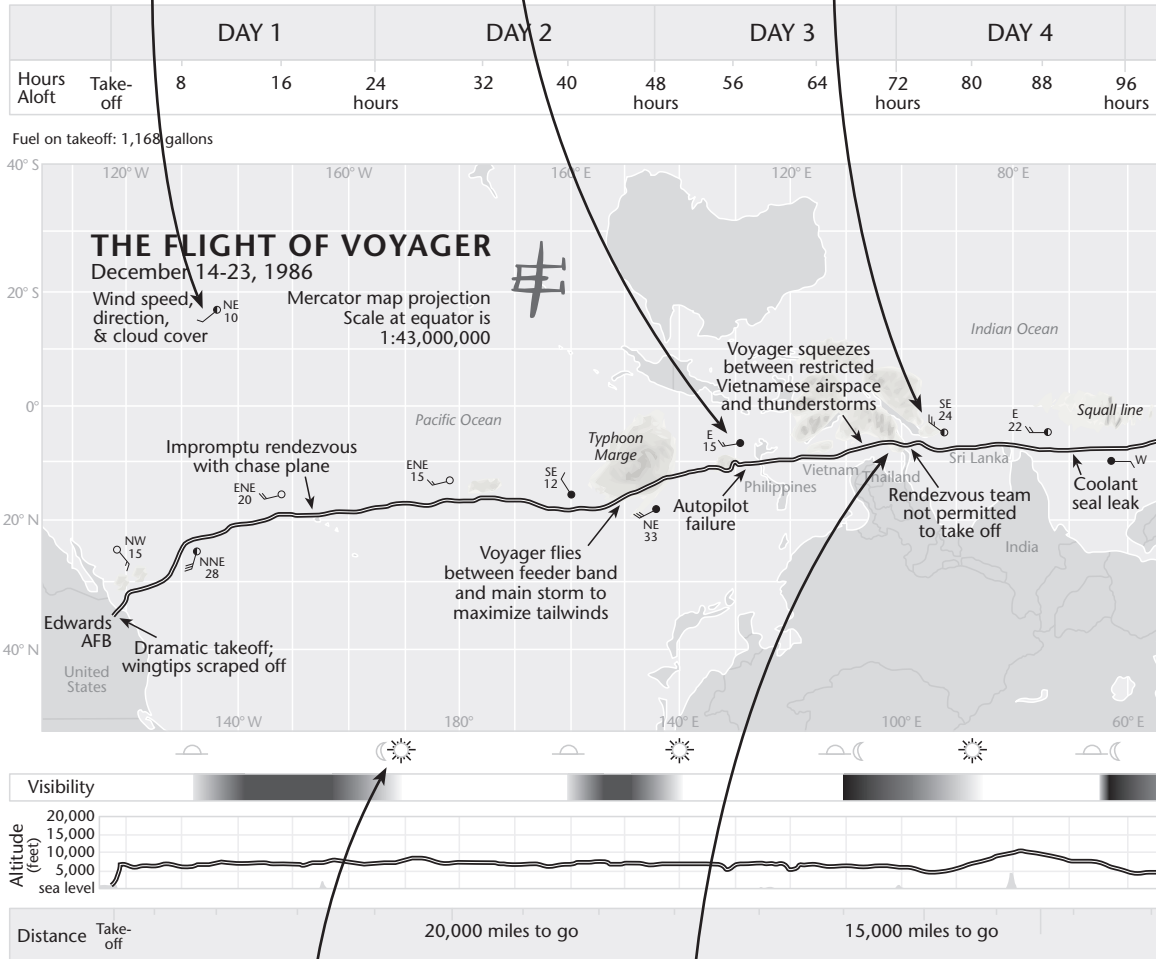 DAY 1 DAY 2 DAY 3 DAY 4
Hours Aloft
Take-off 8 16 24 hours 32 40 48 hours 56 64 72 hours 80 88 96 hours
Fuel on takeoff: 1,168 gallons
40° S 120° W 160° W 160° E 120° E 80° E
THE FLIGHT OF VOYAGER
December 14-23, 1986
Wind speed,
direction,
& cloud cover
NE
10
Mercator map projection
Scale at equator is
1:43,000,000
20° S
Indian Ocean
Voyager squeezes
between restricted
Vietnamese airspace
and thunderstorms
0°
Pacific Ocean
Typhoon
Marge
E
15
SE
24
E
22
Squall line
Impromptu rendezvous
with chase plane
ENE
20
ENE
15
SE
12
Vietnam
Thailand
Sri Lanka
W
Philippines
Autopilot
failure
Rendezvous team
not permitted
to take off
Coolant
seal leak
20° N
NW
15
NNE
28
NE
33
India
Voyager flies
between feeder band
and main storm to
maximize tailwinds
Edwards
AFB
Dramatic takeoff;
wingtips scraped off
40° N
United
States
140° W 180° 140° E 100° E 60° E
Visibility
Altitude
(feet)
20,000
15,000
10,000
5,000
sea level
Distance
Take-
off
20,000 miles to go 15,000 miles to go